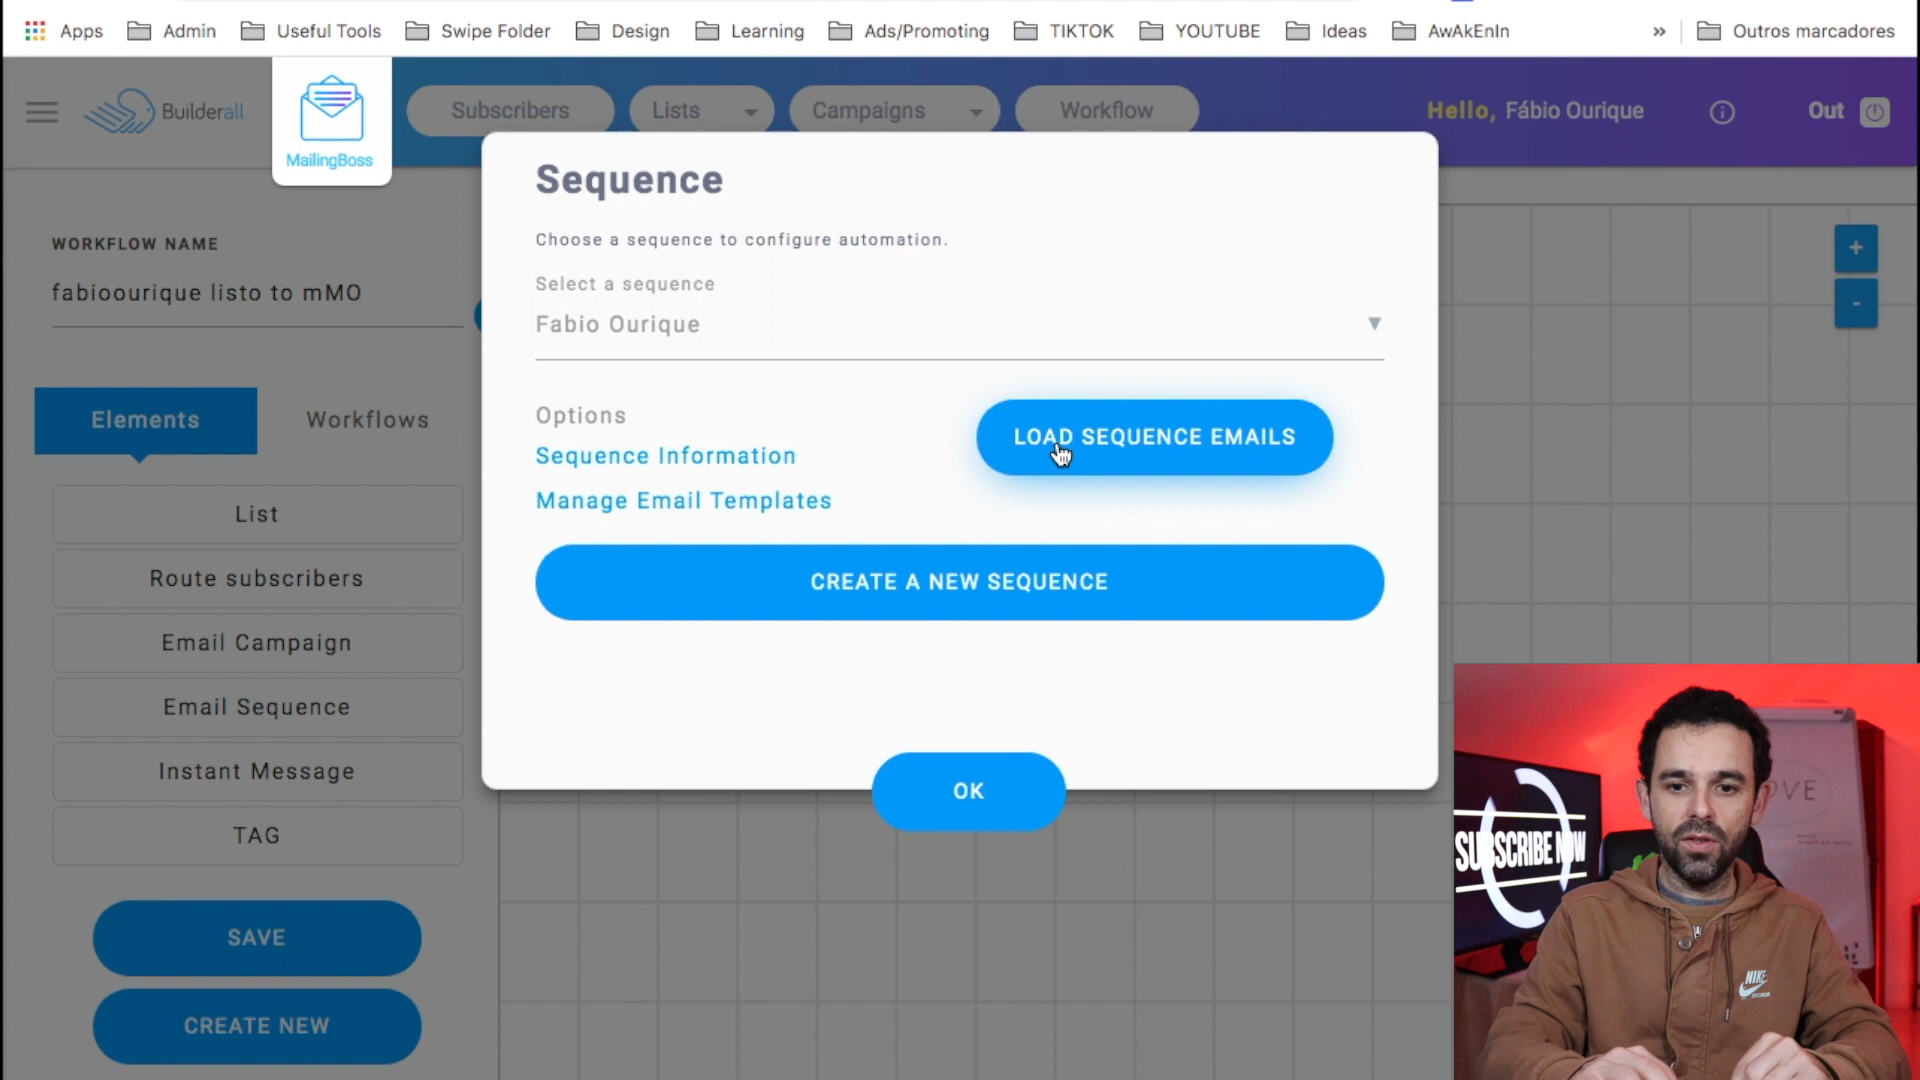 Apps Admin Useful Tools Swipe Folder Design Learning Ads/Promoting TIKTOK YOUTUBE Ideas AwAkEnIn » Outros marcadores
Builderall
MailingBoss
Subscribers Lists Campaigns Workflow
Hello, Fábio Ourique
Out
WORKFLOW NAME
fabioourique listo to mMO
Elements Workflows
List
Route subscribers
Email Campaign
Email Sequence
Instant Message
TAG
SAVE
CREATE NEW
Sequence
Choose a sequence to configure automation.
Select a sequence
Fabio Ourique
Options
Sequence Information
Manage Email Templates
LOAD SEQUENCE EMAILS
CREATE A NEW SEQUENCE
OK
+
-
SUBSCRIBE NOW
NIKE